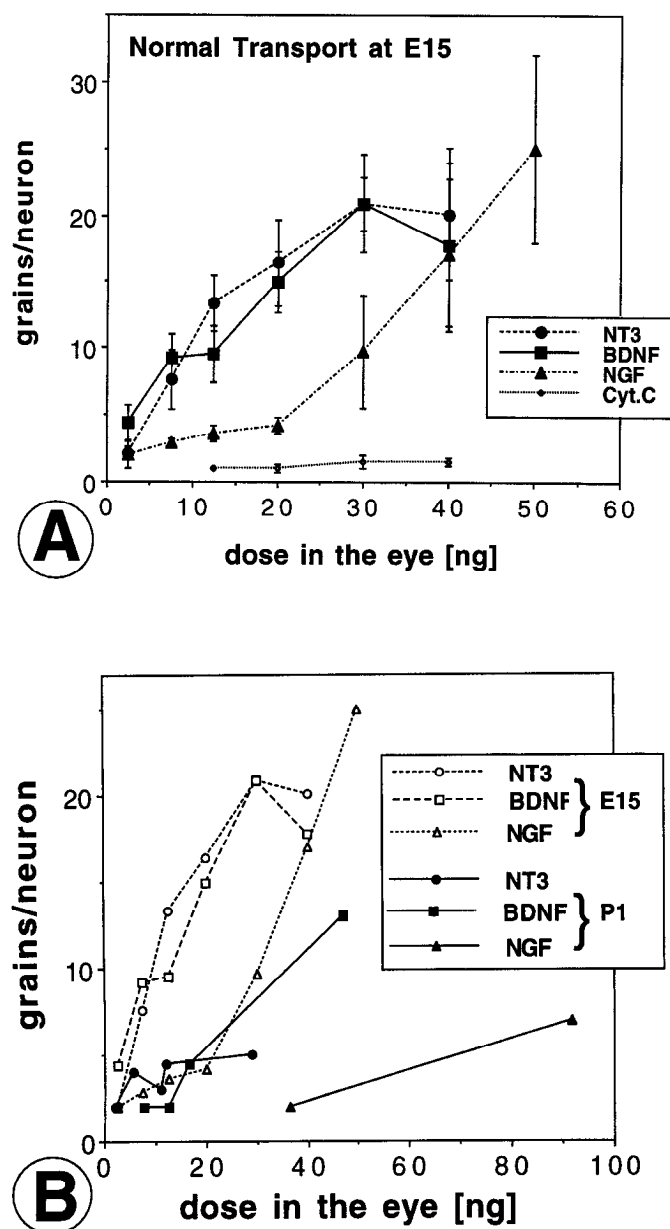 Normal Transport at E15
grains/neuron
30
20
10
0
NT3
BDNF
NGF
Cyt.C
0 10 20 30 40 50 60
dose in the eye [ng]
A
grains/neuron
20
10
0
NT3
BDNF } E15
NGF
NT3
BDNF } P1
NGF
0 20 40 60 80 100
dose in the eye [ng]
B